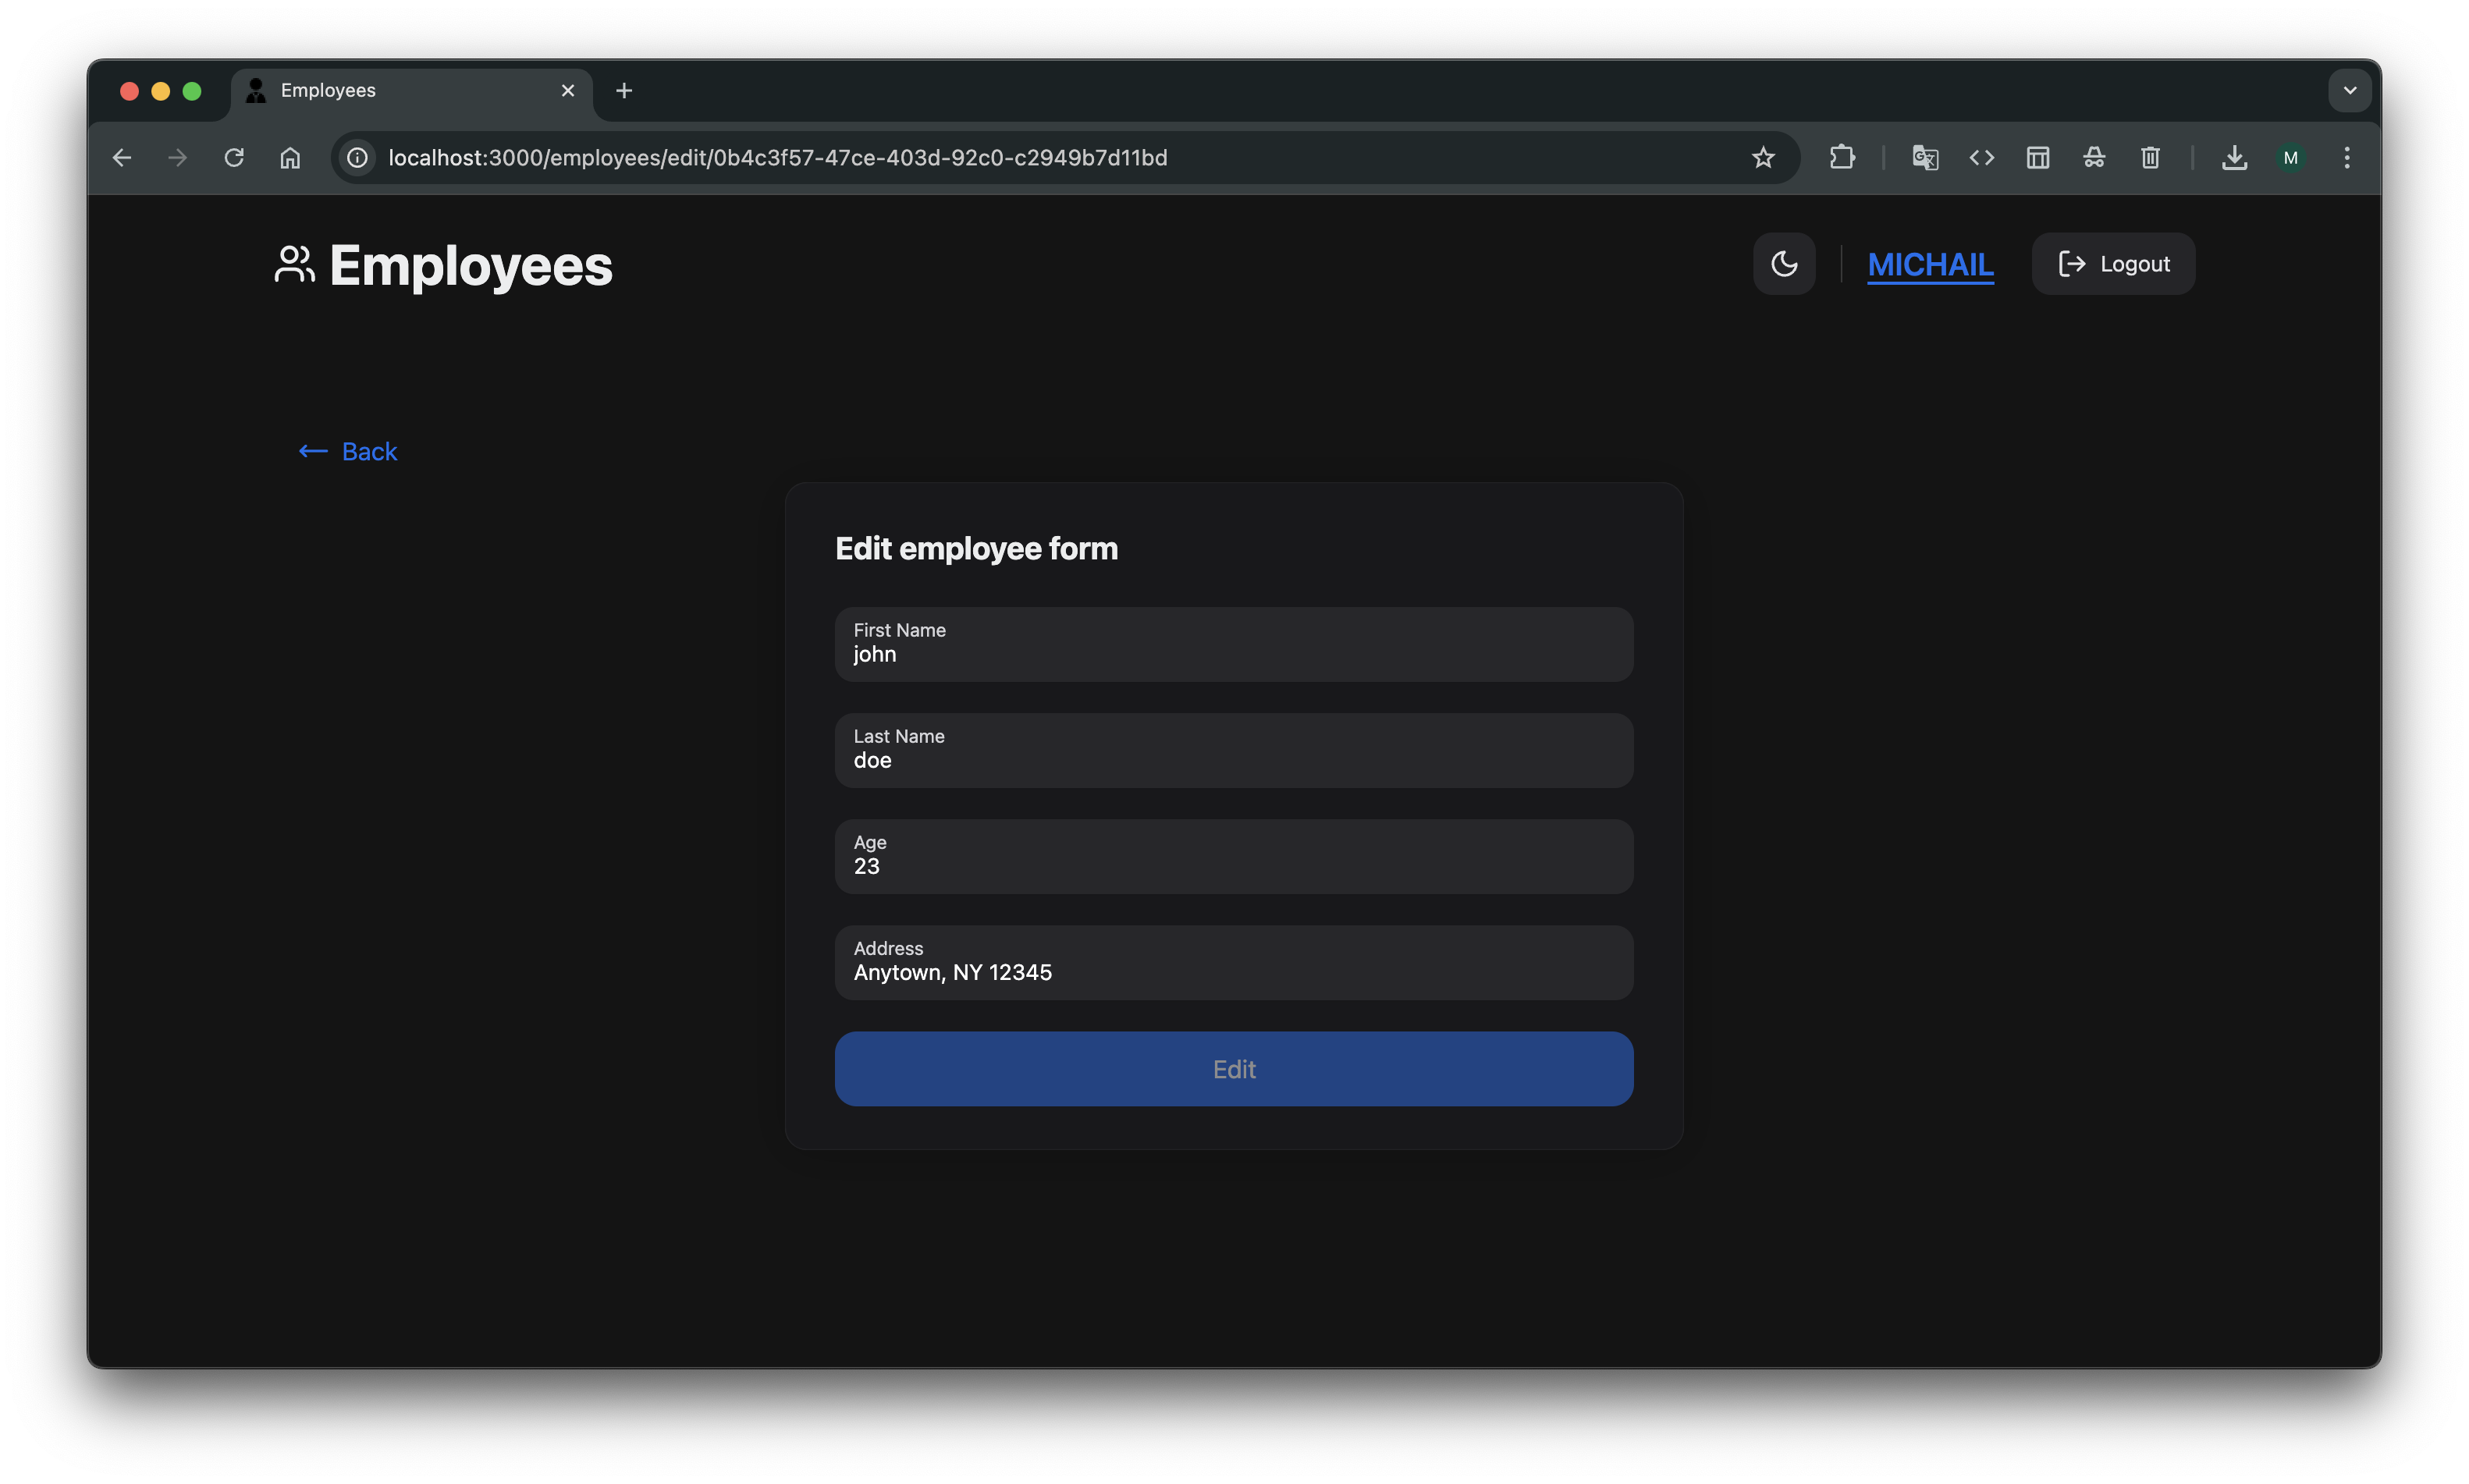 Employees
localhost:3000/employees/edit/0b4c3f57-47ce-403d-92c0-c2949b7d11bd
M
Employees
MICHAIL
Logout
Back
Edit employee form
First Name
john
Last Name
doe
Age
23
Address
Anytown, NY 12345
Edit